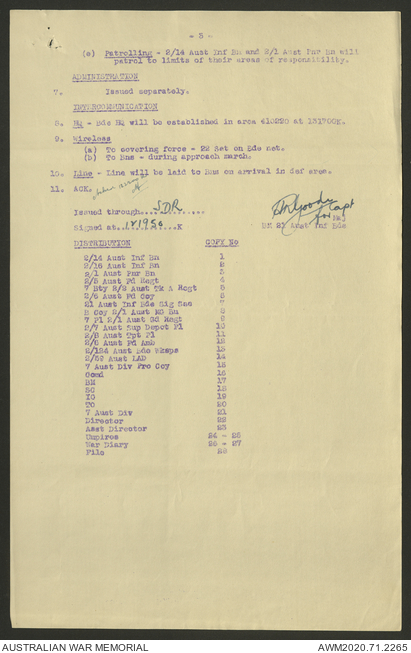 - 3 -
(c) Patrolling - 2/14 Aust Inf Bn and 2/1 Aust Pnr Bn will
patrol to limits of their areas of responsibility.
ADMINISTRATION
7. Issued separately.
INTERCOMMUNICATION
8. HQ - Bde HQ will be established in area 610220 at 131700K.
9. Wireless
(a) To covering force - 22 Set on Bde net.
(b) To Bns - during approach march.
10. Line - Line will be laid to Bns on arrival in def area.
11. ACK.
Issued through...SDR...
Signed at...K
Capt
for
BM 21 Aust Inf Bde
DISTRIBUTION COPY No
2/14 Aust Inf Bn 1
2/16 Aust Inf Bn 2
2/1 Aust Pnr Bn 3
2/5 Aust Fd Regt 4
7 Bty 2/2 Aust Tk A Regt 5
2/6 Aust Fd Coy 6
21 Aust Inf Bde Sig Sec 7
B Coy 2/1 Aust MG Bn 8
7 Pl 2/1 Aust Gd Regt 9
2/7 Aust Sup Depot Pl 10
2/8 Aust Tpt Pl 11
2/6 Aust Fd Amb 12
2/124 Aust Bde Wksps 13
2/59 Aust LAD 14
7 Aust Div Pro Coy 15
Comd 16
BM 17
SC 18
IO 19
TO 20
7 Aust Div 21
Director 22
Asst Director 23
Umpires 24 - 25
War Diary 26 - 27
File 28
AUSTRALIAN WAR MEMORIAL
AWM2020.71.2265